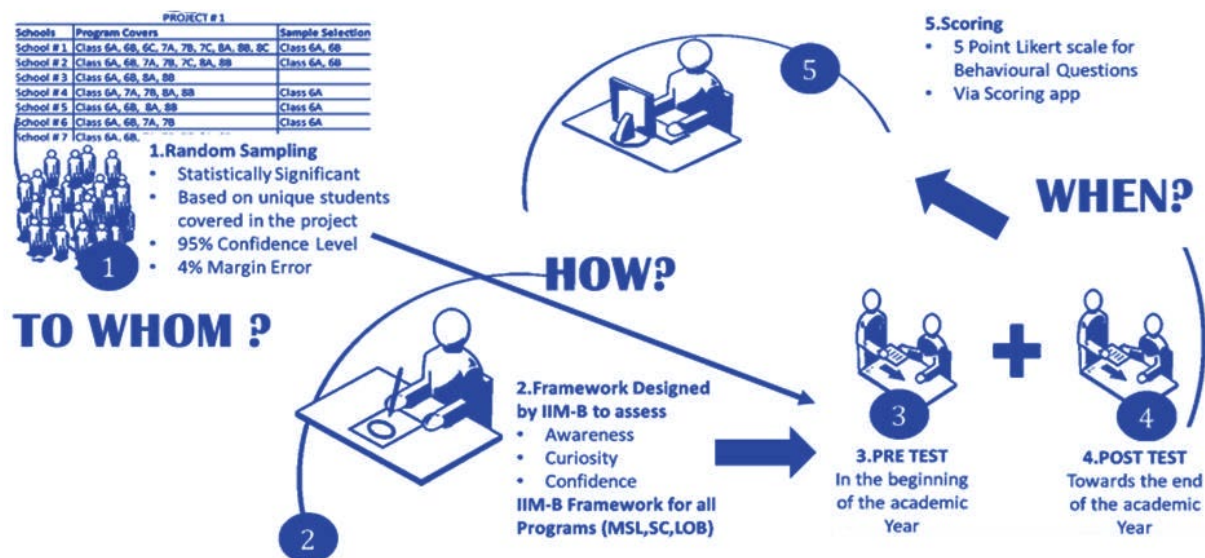 PROJECT # 1
Schools Program Covers Sample Selection
School # 1 Class 6A, 6B, 6C, 7A, 7B, 7C, 8A, 8B, 8C Class 6A, 6B
School # 2 Class 6A, 6B, 7A, 7B, 7C, 8A, 8B Class 6A, 6B
School # 3 Class 6A, 6B, 8A, 8B
School # 4 Class 6A, 7A, 7B, 8A, 8B Class 6A
School # 5 Class 6A, 6B, 8A, 8B Class 6A
School # 6 Class 6A, 6B, 7A, 7B Class 6A
School # 7 Class 6A, 6B,
1.Random Sampling
• Statistically Significant
• Based on unique students
covered in the project
• 95% Confidence Level
• 4% Margin Error
1
TO WHOM ?
HOW?
2.Framework Designed
by IIM-B to assess
• Awareness
• Curiosity
• Confidence
IIM-B Framework for all
Programs (MSL,SC,LOB)
2
3
3.PRE TEST
In the beginning
of the academic
Year
4
4.POST TEST
Towards the end
of the academic
Year
WHEN?
5
5.Scoring
• 5 Point Likert scale for
Behavioural Questions
• Via Scoring app